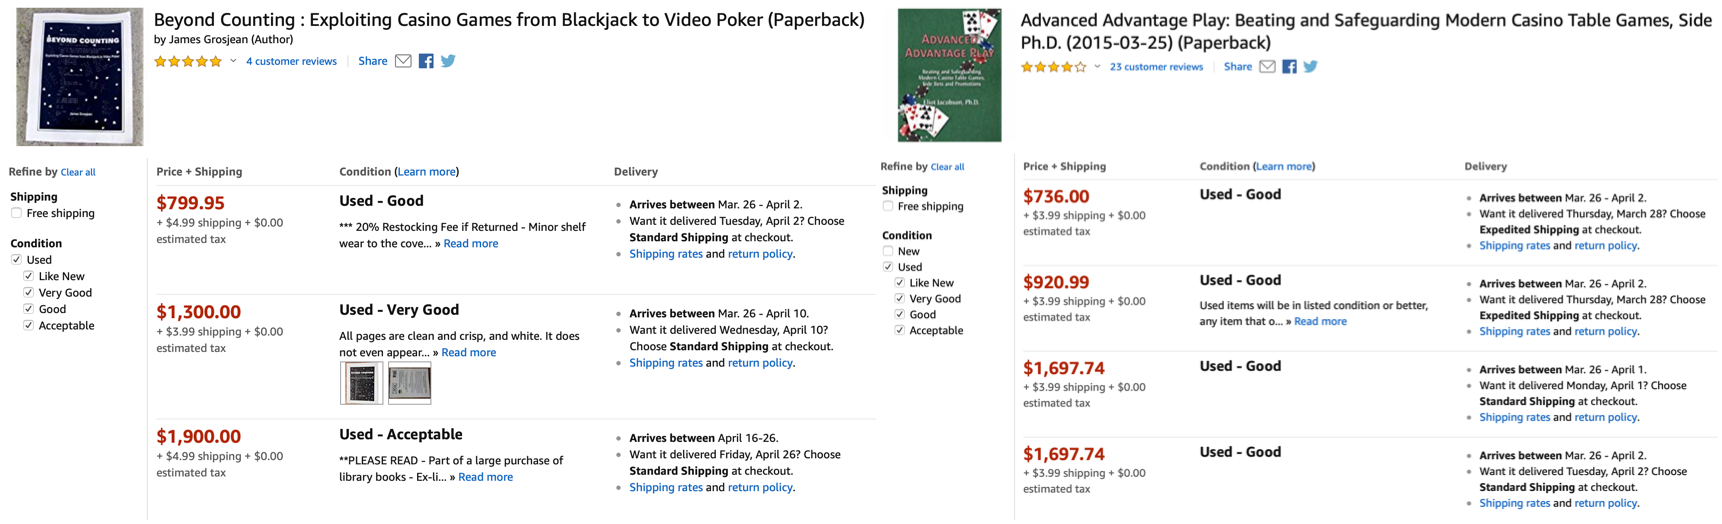 Beyond Counting : Exploiting Casino Games from Blackjack to Video Poker (Paperback)
by James Grosjean (Author)
4 customer reviews
Share
BEYOND COUNTING
James Grosjean
Refine by Clear all
Shipping
Free shipping
Condition
Used
Like New
Very Good
Good
Acceptable
Price + Shipping
Condition (Learn more)
Delivery
$799.95
+ $4.99 shipping + $0.00
estimated tax
Used - Good
*** 20% Restocking Fee if Returned - Minor shelf
wear to the cove... » Read more
Arrives between Mar. 26 - April 2.
Want it delivered Tuesday, April 2? Choose
Standard Shipping at checkout.
Shipping rates and return policy.
$1,300.00
+ $3.99 shipping + $0.00
estimated tax
Used - Very Good
All pages are clean and crisp, and white. It does
not even appear... » Read more
Arrives between Mar. 26 - April 10.
Want it delivered Wednesday, April 10?
Choose Standard Shipping at checkout.
Shipping rates and return policy.
$1,900.00
+ $4.99 shipping + $0.00
estimated tax
Used - Acceptable
**PLEASE READ - Part of a large purchase of
library books - Ex-li... » Read more
Arrives between April 16-26.
Want it delivered Friday, April 26? Choose
Standard Shipping at checkout.
Shipping rates and return policy.
Advanced Advantage Play: Beating and Safeguarding Modern Casino Table Games, Side
Ph.D. (2015-03-25) (Paperback)
23 customer reviews
Share
ADVANCED
ADVANTAGE PLAY
Beating and Safeguarding
Modern Casino Table Games,
Side Bets and Promotions
Eliot Jacobson, Ph.D.
Refine by Clear all
Shipping
Free shipping
Condition
New
Used
Like New
Very Good
Good
Acceptable
Price + Shipping
Condition (Learn more)
Delivery
$736.00
+ $3.99 shipping + $0.00
estimated tax
Used - Good
Arrives between Mar. 26 - April 2.
Want it delivered Thursday, March 28? Choose
Expedited Shipping at checkout.
Shipping rates and return policy.
$920.99
+ $3.99 shipping + $0.00
estimated tax
Used - Good
Used items will be in listed condition or better,
any item that o... » Read more
Arrives between Mar. 26 - April 2.
Want it delivered Thursday, March 28? Choose
Expedited Shipping at checkout.
Shipping rates and return policy.
$1,697.74
+ $3.99 shipping + $0.00
estimated tax
Used - Good
Arrives between Mar. 26 - April 1.
Want it delivered Monday, April 1? Choose
Standard Shipping at checkout.
Shipping rates and return policy.
$1,697.74
+ $3.99 shipping + $0.00
estimated tax
Used - Good
Arrives between Mar. 26 - April 2.
Want it delivered Tuesday, April 2? Choose
Standard Shipping at checkout.
Shipping rates and return policy.